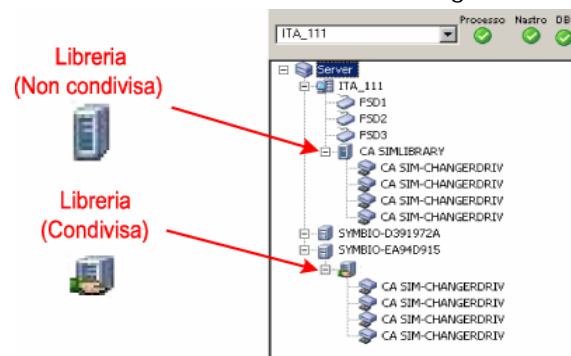 Processo Nastro DB
ITA_111
Libreria
(Non condivisa)
Libreria
(Condivisa)
Server
ITA_111
FSD1
FSD2
FSD3
CA SIMLIBRARY
CA SIM-CHANGERDRIV
CA SIM-CHANGERDRIV
CA SIM-CHANGERDRIV
CA SIM-CHANGERDRIV
SYMBIO-D391972A
SYMBIO-EA94D915
CA SIM-CHANGERDRIV
CA SIM-CHANGERDRIV
CA SIM-CHANGERDRIV
CA SIM-CHANGERDRIV